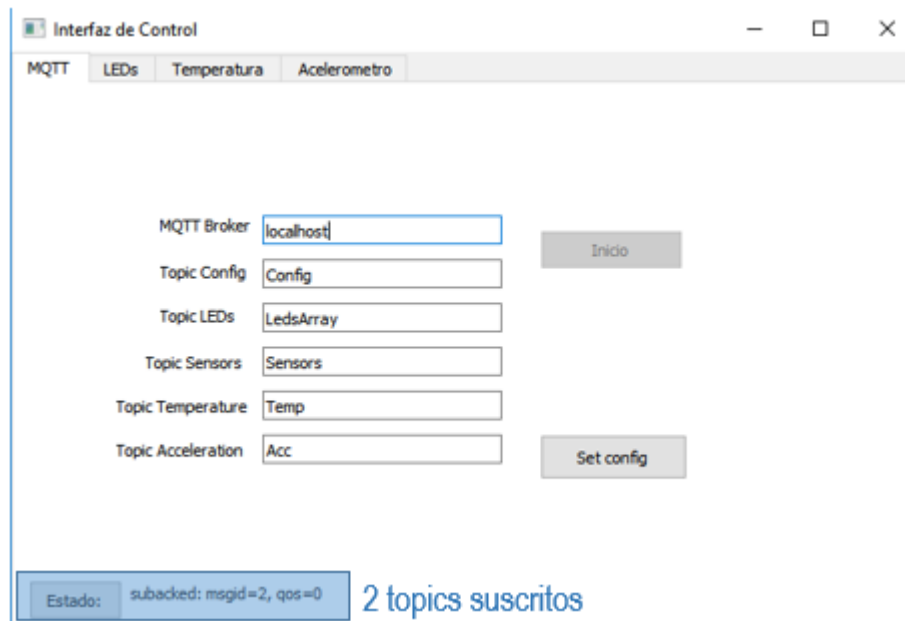 Interfaz de Control
MQTT LEDs Temperatura Acelerometro
MQTT Broker localhost
Inicio
Topic Config Config
Topic LEDs LedsArray
Topic Sensors Sensors
Topic Temperature Temp
Topic Acceleration Acc
Set config
Estado: subacked: msgid=2, qos=0
2 topics suscritos